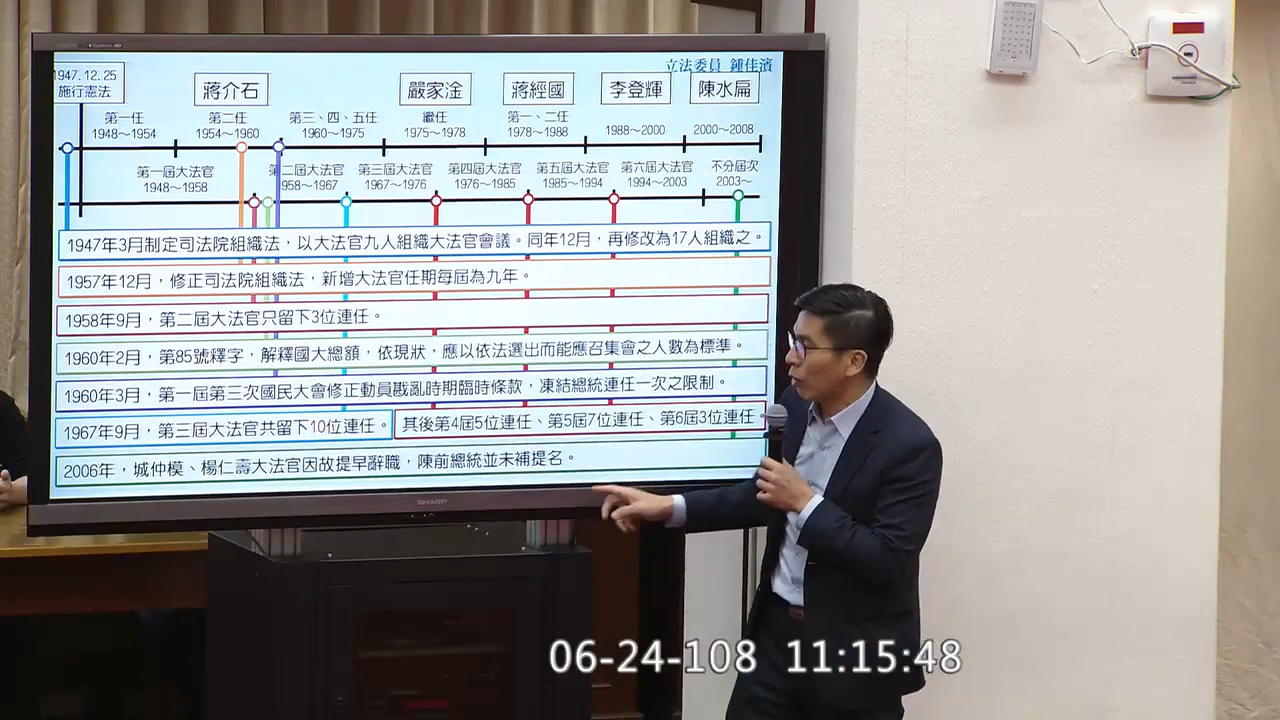 立法委員 鍾佳濱
947.12.25
施行憲法
蔣介石
嚴家淦
蔣經國
李登輝
陳水扁
第一任
1948~1954
第二任
1954~1960
第三、四、五任
1960~1975
繼任
1975~1978
第一、二任
1978~1988
1988~2000
2000~2008
第一屆大法官
1948~1958
第二屆大法官
958~1967
第三屆大法官
1967~1976
第四屆大法官
1976~1985
第五屆大法官
1985~1994
第六屆大法官
1994~2003
不分屆次
2003~
1947年3月制定司法院組織法，以大法官九人組織大法官會議。同年12月，再修改為17人組織之。
1957年12月，修正司法院組織法，新增大法官任期每屆為九年。
1958年9月，第二屆大法官只留下3位連任。
1960年2月，第85號釋字，解釋國大總額，依現狀，應以依法選出而能應召集會之人數為標準。
1960年3月，第一屆第三次國民大會修正動員戡亂時期臨時條款，凍結總統連任一次之限制。
1967年9月，第三屆大法官共留下10位連任。
其後第4屆5位連任、第5屆7位連任、第6屆3位連任。
2006年，城仲模、楊仁壽大法官因故提早辭職，陳前總統並未補提名。
SHARP
06-24-108 11:15:48